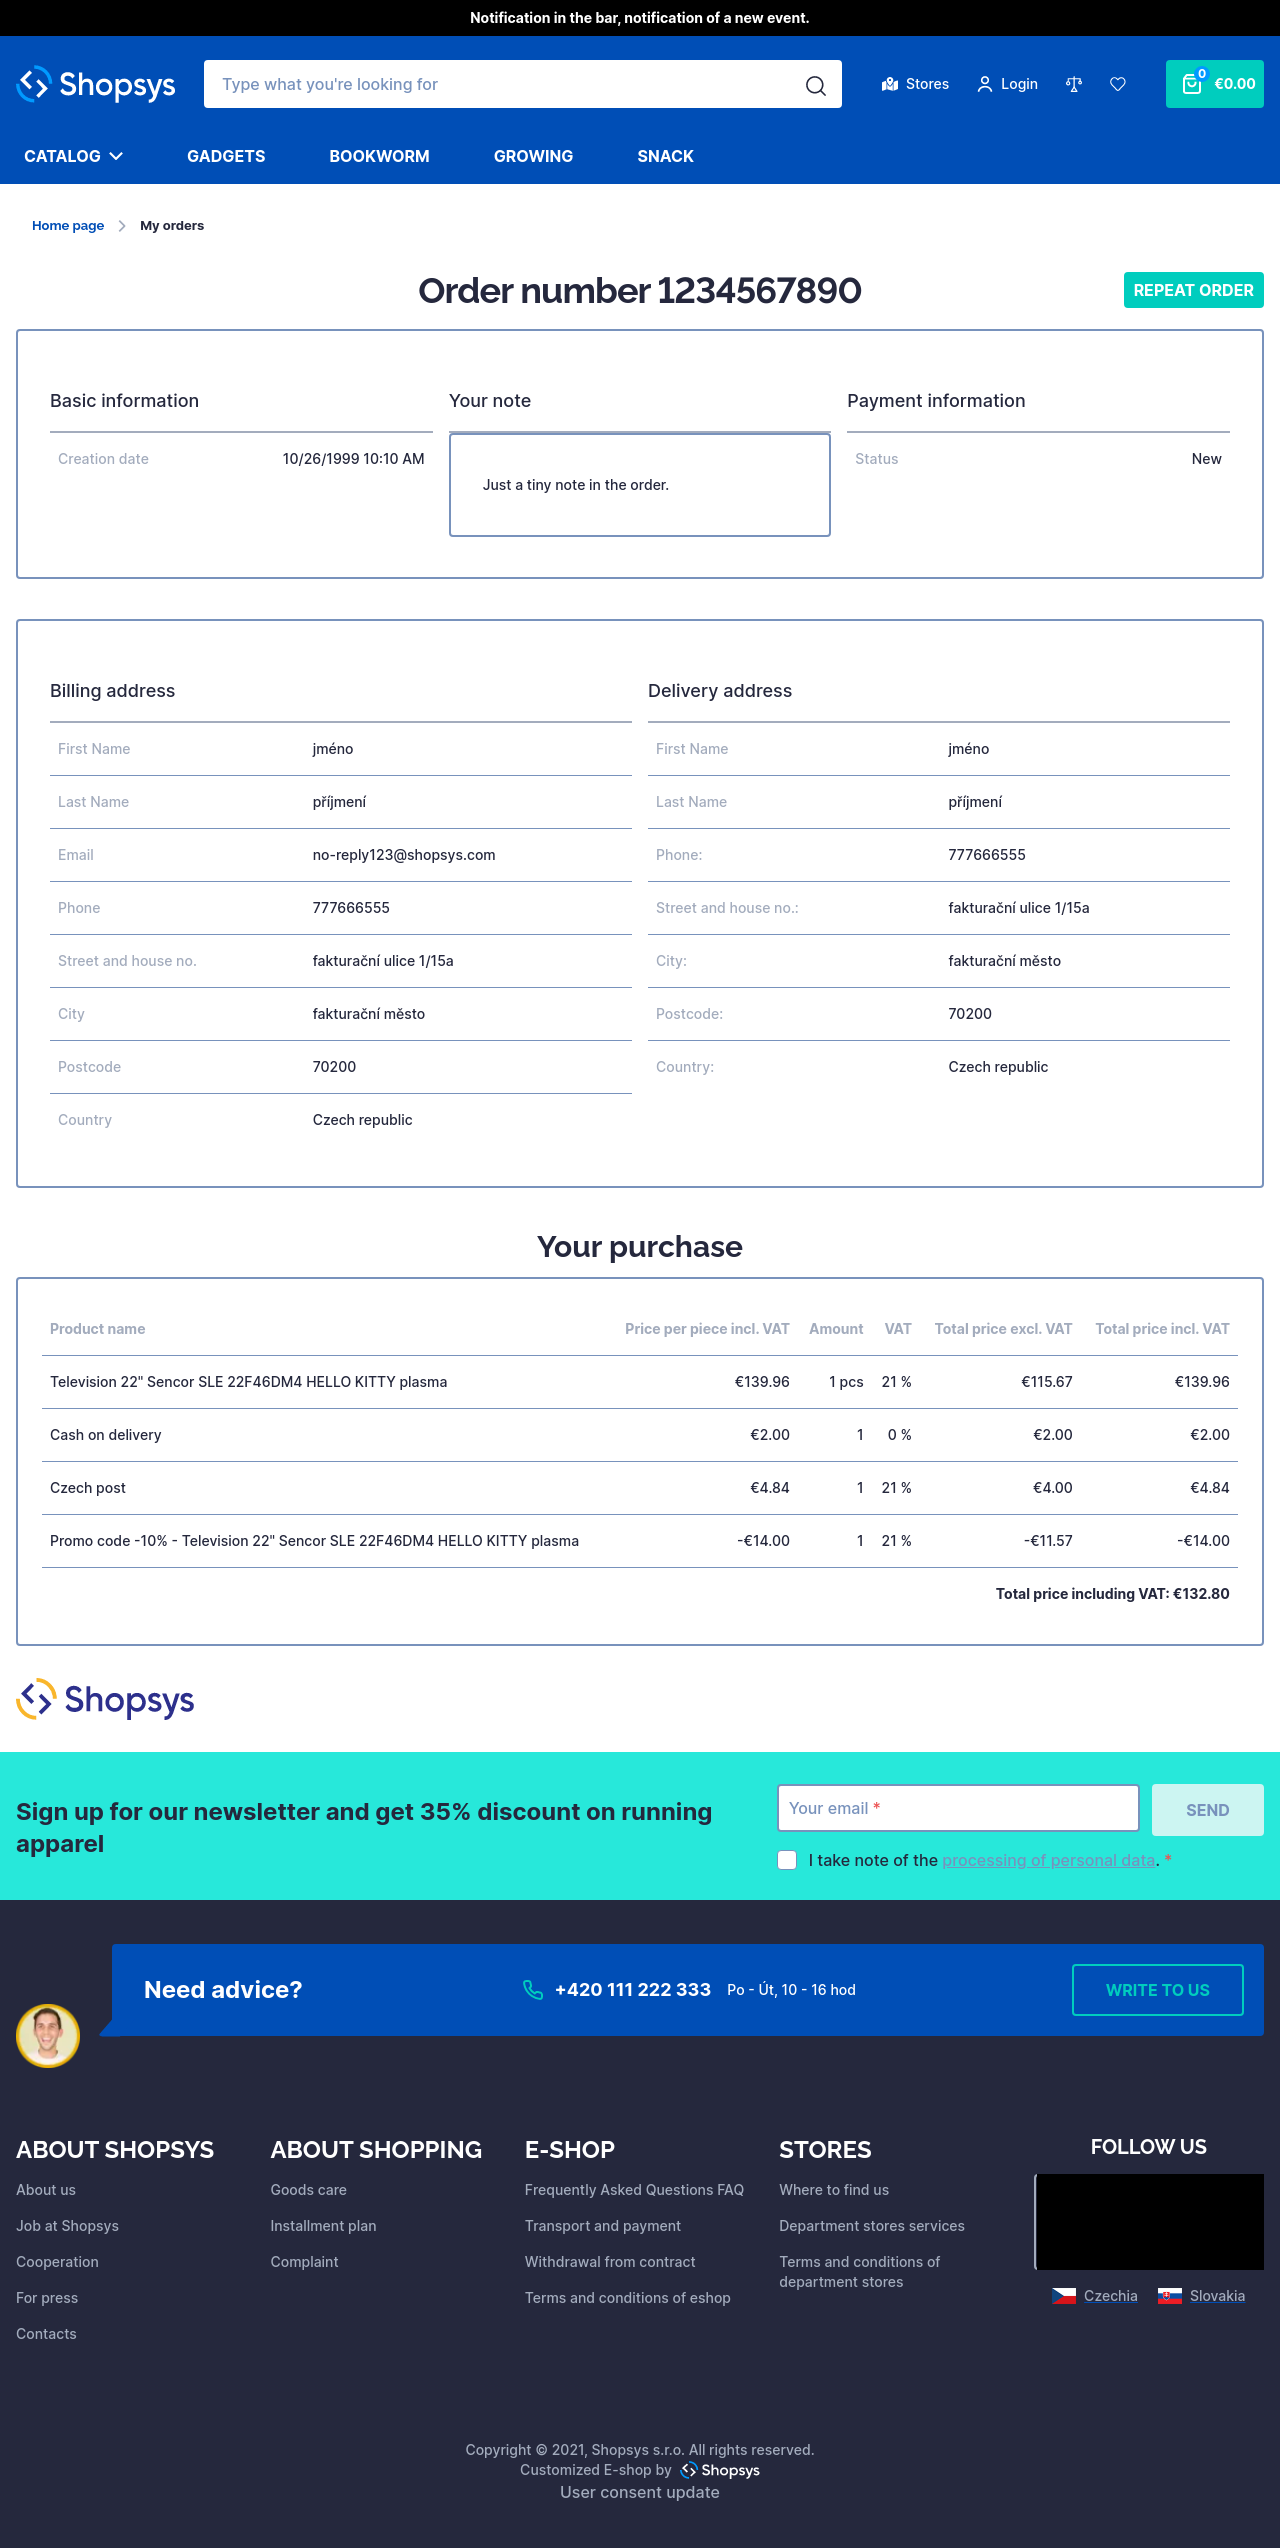 Notification in the bar, notification of a new event.
Shopsys
Type what you're looking for
Stores
Login
0
€0.00
CATALOG
GADGETS
BOOKWORM
GROWING
SNACK
Home page
My orders
Order number 1234567890
REPEAT ORDER
Basic information
Creation date 10/26/1999 10:10 AM
Your note
Just a tiny note in the order.
Payment information
Status New
Billing address
First Name jméno
Last Name příjmení
Email no-reply123@shopsys.com
Phone 777666555
Street and house no. fakturační ulice 1/15a
City fakturační město
Postcode 70200
Country Czech republic
Delivery address
First Name jméno
Last Name příjmení
Phone: 777666555
Street and house no.: fakturační ulice 1/15a
City: fakturační město
Postcode: 70200
Country: Czech republic
Your purchase
Product name Price per piece incl. VAT Amount VAT Total price excl. VAT Total price incl. VAT
Television 22" Sencor SLE 22F46DM4 HELLO KITTY plasma €139.96 1 pcs 21 % €115.67 €139.96
Cash on delivery €2.00 1 0 % €2.00 €2.00
Czech post €4.84 1 21 % €4.00 €4.84
Promo code -10% - Television 22" Sencor SLE 22F46DM4 HELLO KITTY plasma -€14.00 1 21 % -€11.57 -€14.00
Total price including VAT: €132.80
Shopsys
Sign up for our newsletter and get 35% discount on running
apparel
Your email *
SEND
I take note of the processing of personal data. *
Need advice?
+420 111 222 333
Po - Út, 10 - 16 hod
WRITE TO US
ABOUT SHOPSYS
About us
Job at Shopsys
Cooperation
For press
Contacts
ABOUT SHOPPING
Goods care
Installment plan
Complaint
E-SHOP
Frequently Asked Questions FAQ
Transport and payment
Withdrawal from contract
Terms and conditions of eshop
STORES
Where to find us
Department stores services
Terms and conditions of
department stores
FOLLOW US
Czechia
Slovakia
Copyright © 2021, Shopsys s.r.o. All rights reserved.
Customized E-shop by Shopsys
User consent update